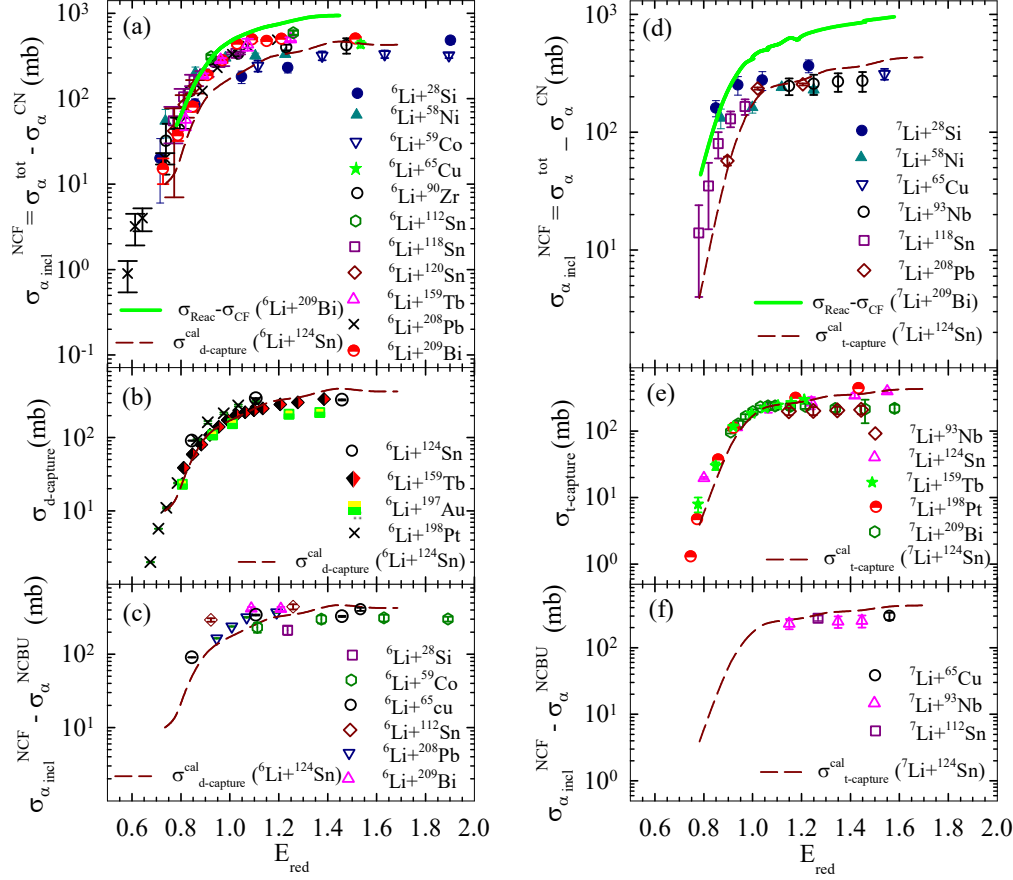 (a)
σ_α incl^NCF = σ_α^tot - σ_α^CN (mb)
10^3
10^2
10^1
10^0
10^-1
^6Li+^28Si
^6Li+^58Ni
^6Li+^59Co
^6Li+^65Cu
^6Li+^90Zr
^6Li+^112Sn
^6Li+^118Sn
^6Li+^120Sn
^6Li+^159Tb
^6Li+^208Pb
^6Li+^209Bi
σ_Reac-σ_CF (^6Li+^209Bi)
σ^cal_d-capture (^6Li+^124Sn)
(b)
σ_d-capture (mb)
10^2
10^1
^6Li+^124Sn
^6Li+^159Tb
^6Li+^197Au
^6Li+^198Pt
σ^cal_d-capture (^6Li+^124Sn)
(c)
σ_α incl^NCF - σ_α^NCBU (mb)
10^2
10^1
^6Li+^28Si
^6Li+^59Co
^6Li+^65cu
^6Li+^112Sn
^6Li+^208Pb
^6Li+^209Bi
σ^cal_d-capture (^6Li+^124Sn)
0.6 0.8 1.0 1.2 1.4 1.6 1.8 2.0
E_red
(d)
σ_α incl^NCF = σ_α^tot - σ_α^CN (mb)
10^3
10^2
10^1
^7Li+^28Si
^7Li+^58Ni
^7Li+^65Cu
^7Li+^93Nb
^7Li+^118Sn
^7Li+^208Pb
σ_Reac-σ_CF (^7Li+^209Bi)
σ^cal_t-capture (^7Li+^124Sn)
(e)
σ_t-capture (mb)
10^2
10^1
10^0
^7Li+^93Nb
^7Li+^124Sn
^7Li+^159Tb
^7Li+^198Pt
^7Li+^209Bi
σ^cal_t-capture (^7Li+^124Sn)
(f)
σ_α incl^NCF - σ_α^NCBU (mb)
10^2
10^1
10^0
^7Li+^65Cu
^7Li+^93Nb
^7Li+^112Sn
σ^cal_t-capture (^7Li+^124Sn)
0.6 0.8 1.0 1.2 1.4 1.6 1.8 2.0
E_red